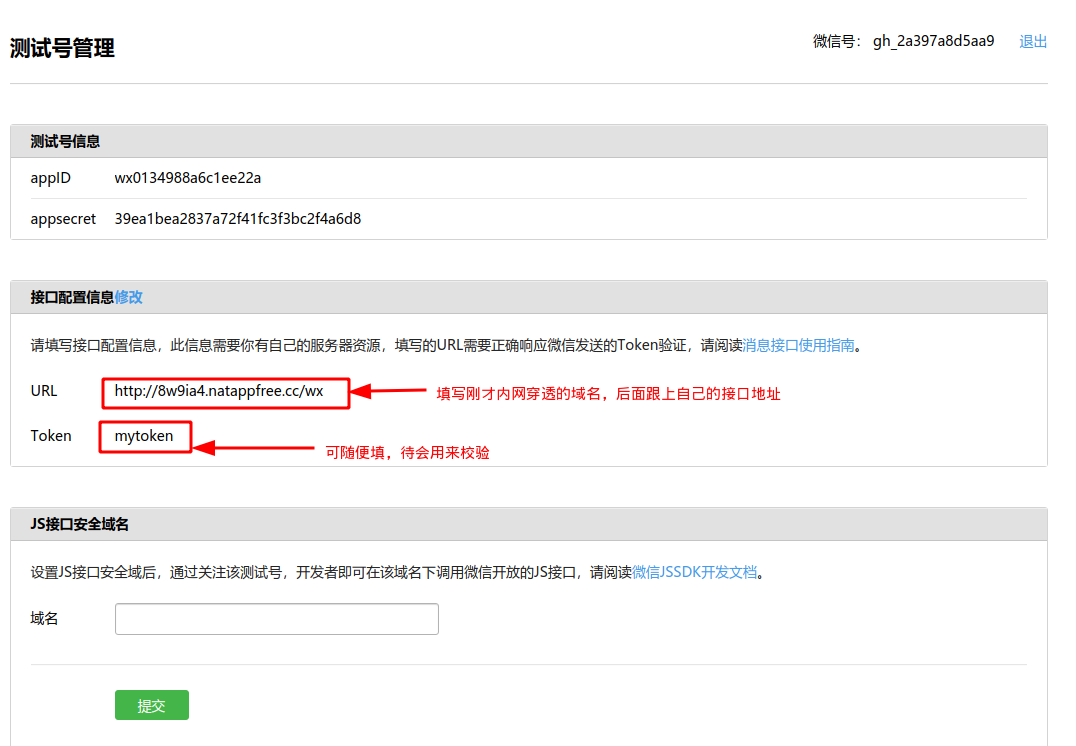 测试号管理
微信号： gh_2a397a8d5aa9 退出
测试号信息
appID wx0134988a6c1ee22a
appsecret 39ea1bea2837a72f41fc3f3bc2f4a6d8
接口配置信息修改
请填写接口配置信息，此信息需要你有自己的服务器资源，填写的URL需要正确响应微信发送的Token验证，请阅读消息接口使用指南。
URL http://8w9ia4.natappfree.cc/wx 填写刚才内网穿透的域名，后面跟上自己的接口地址
Token mytoken 可随便填，待会用来校验
JS接口安全域名
设置JS接口安全域后，通过关注该测试号，开发者即可在该域名下调用微信开放的JS接口，请阅读微信JSSDK开发文档。
域名
提交